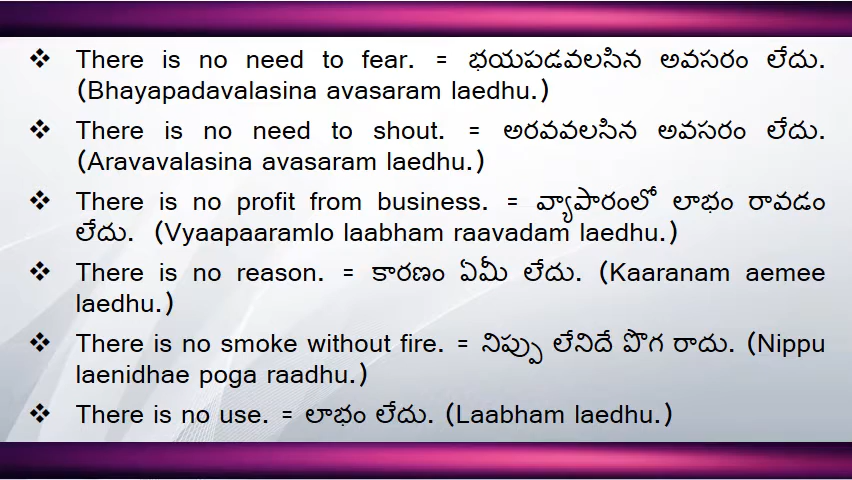 ❖ There is no need to fear. = భయపడవలసిన అవసరం లేదు.
(Bhayapadavalasina avasaram laedhu.)
❖ There is no need to shout. = అరవవలసిన అవసరం లేదు.
(Aravavalasina avasaram laedhu.)
❖ There is no profit from business. = వ్యాపారంలో లాభం రావడం
లేదు. (Vyaapaaramlo laabham raavadam laedhu.)
❖ There is no reason. = కారణం ఏమీ లేదు. (Kaaranam aemee
laedhu.)
❖ There is no smoke without fire. = నిప్పు లేనిదే పొగ రాదు. (Nippu
laenidhae poga raadhu.)
❖ There is no use. = లాభం లేదు. (Laabham laedhu.)